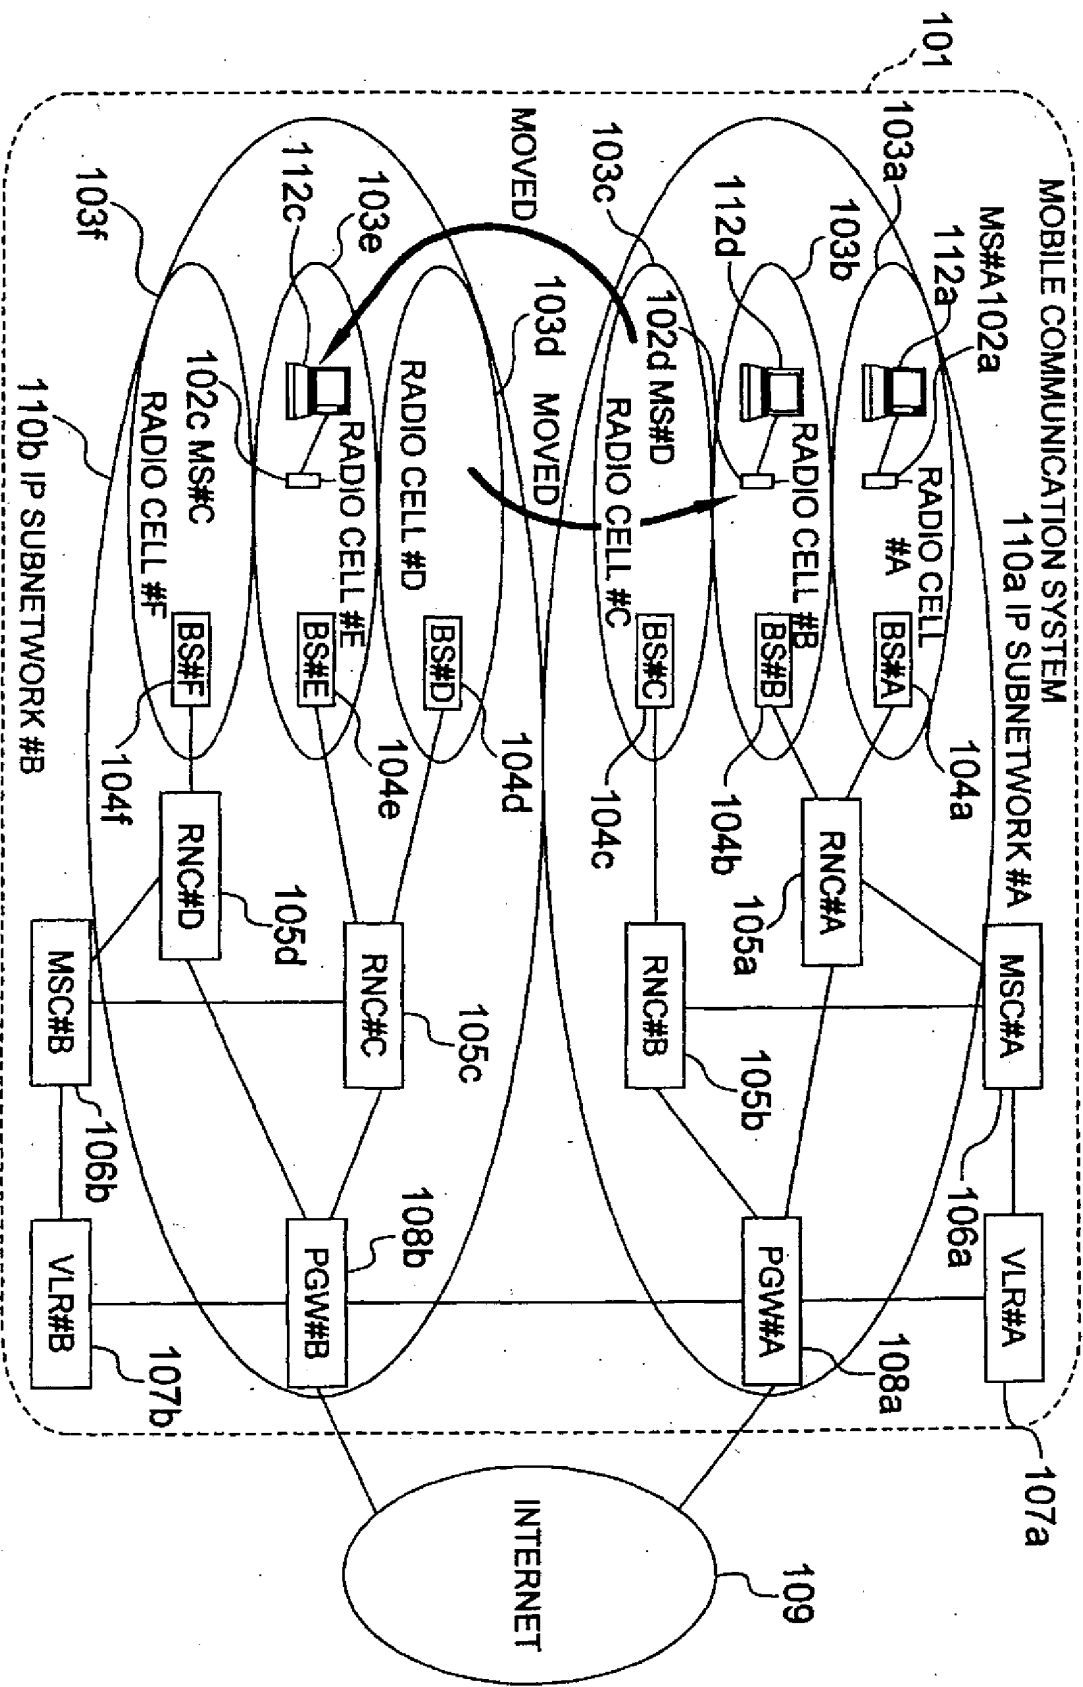 101
MOBILE COMMUNICATION SYSTEM
MS#A102a
112a
103a
110a IP SUBNETWORK #A
RADIO CELL
#A
BS#A
104a
MSC#A
106a
VLR#A
107a
103b
112d
RADIO CELL #B
BS#B
104b
RNC#A
105a
102d MS#D
103c
RADIO CELL #C
BS#C
104c
RNC#B
105b
PGW#A
108a
MOVED
MOVED
INTERNET
109
103d
RADIO CELL #D
BS#D
104d
103e
112c
RADIO CELL #E
BS#E
104e
RNC#C
105c
PGW#B
108b
102c MS#C
103f
RADIO CELL #F
BS#F
104f
RNC#D
105d
MSC#B
106b
VLR#B
107b
110b IP SUBNETWORK #B